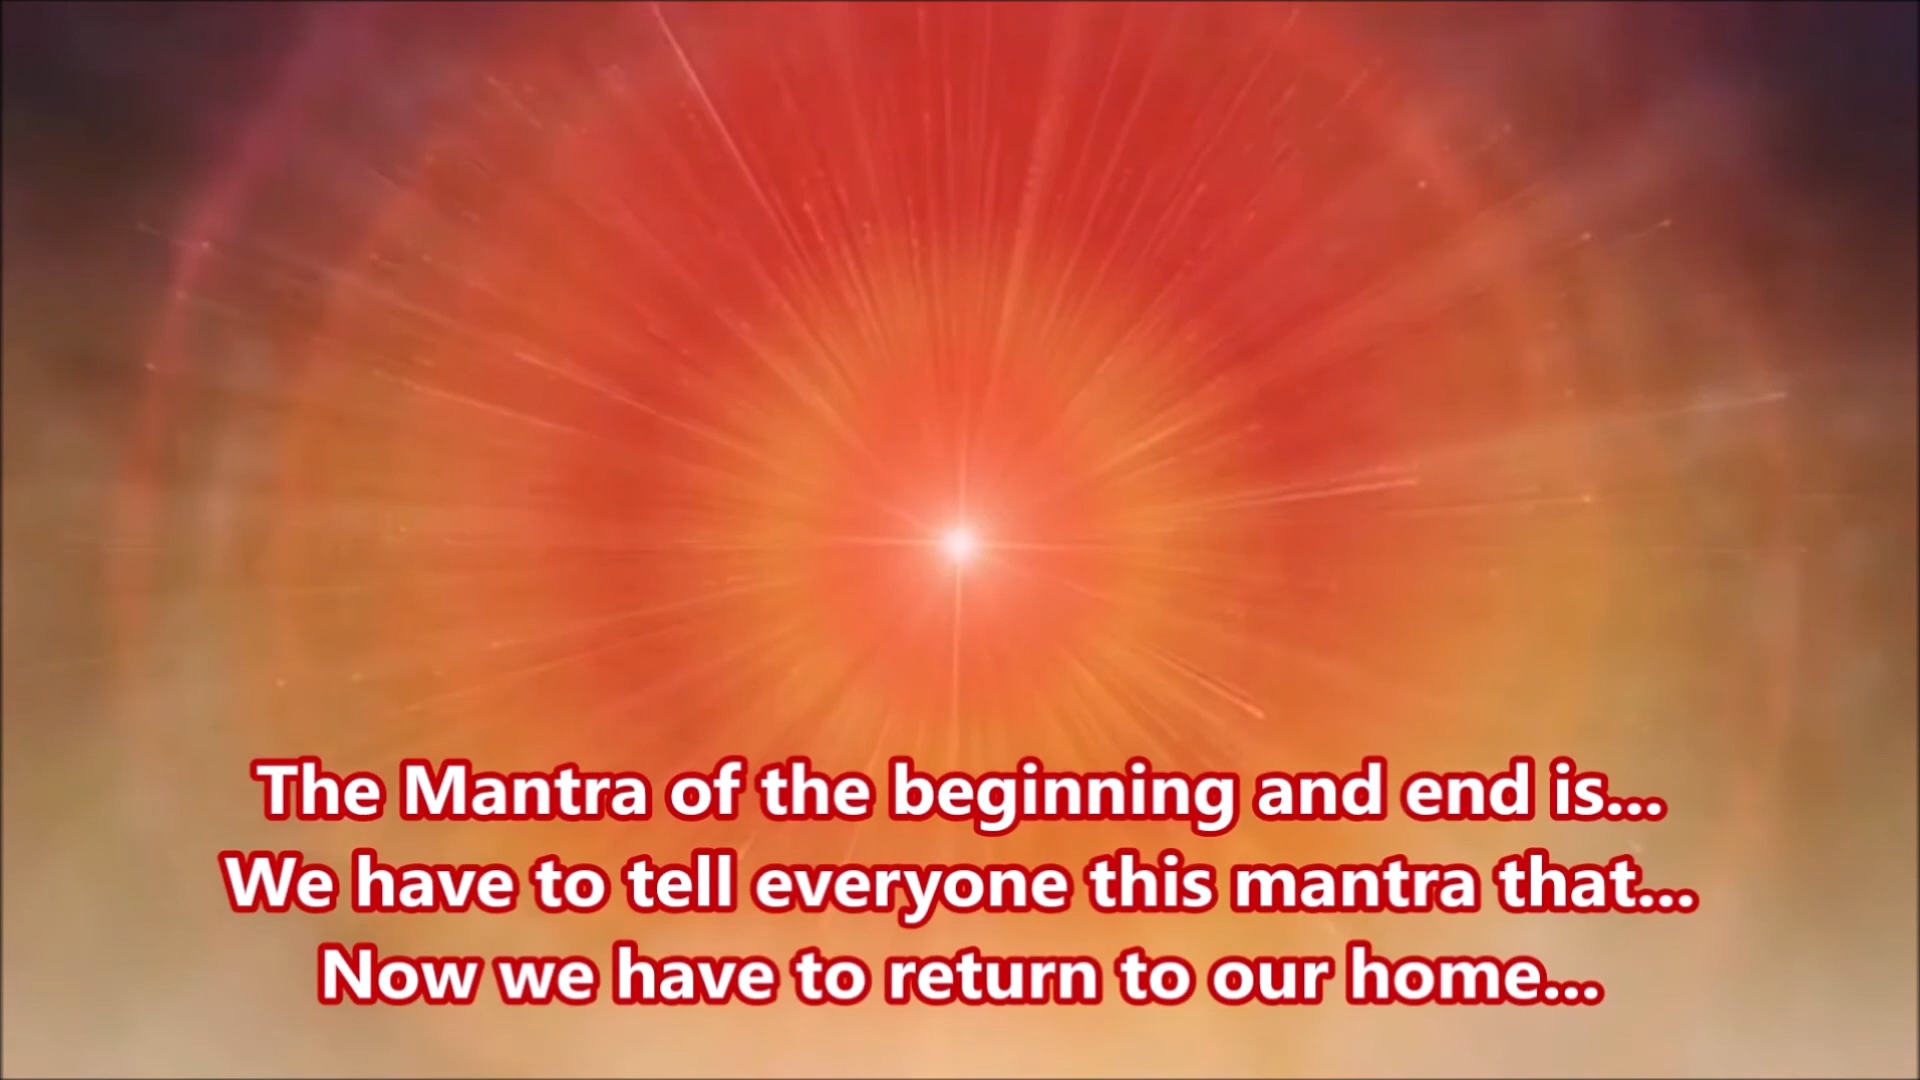 The Mantra of the beginning and end is...
We have to tell everyone this mantra that...
Now we have to return to our home...